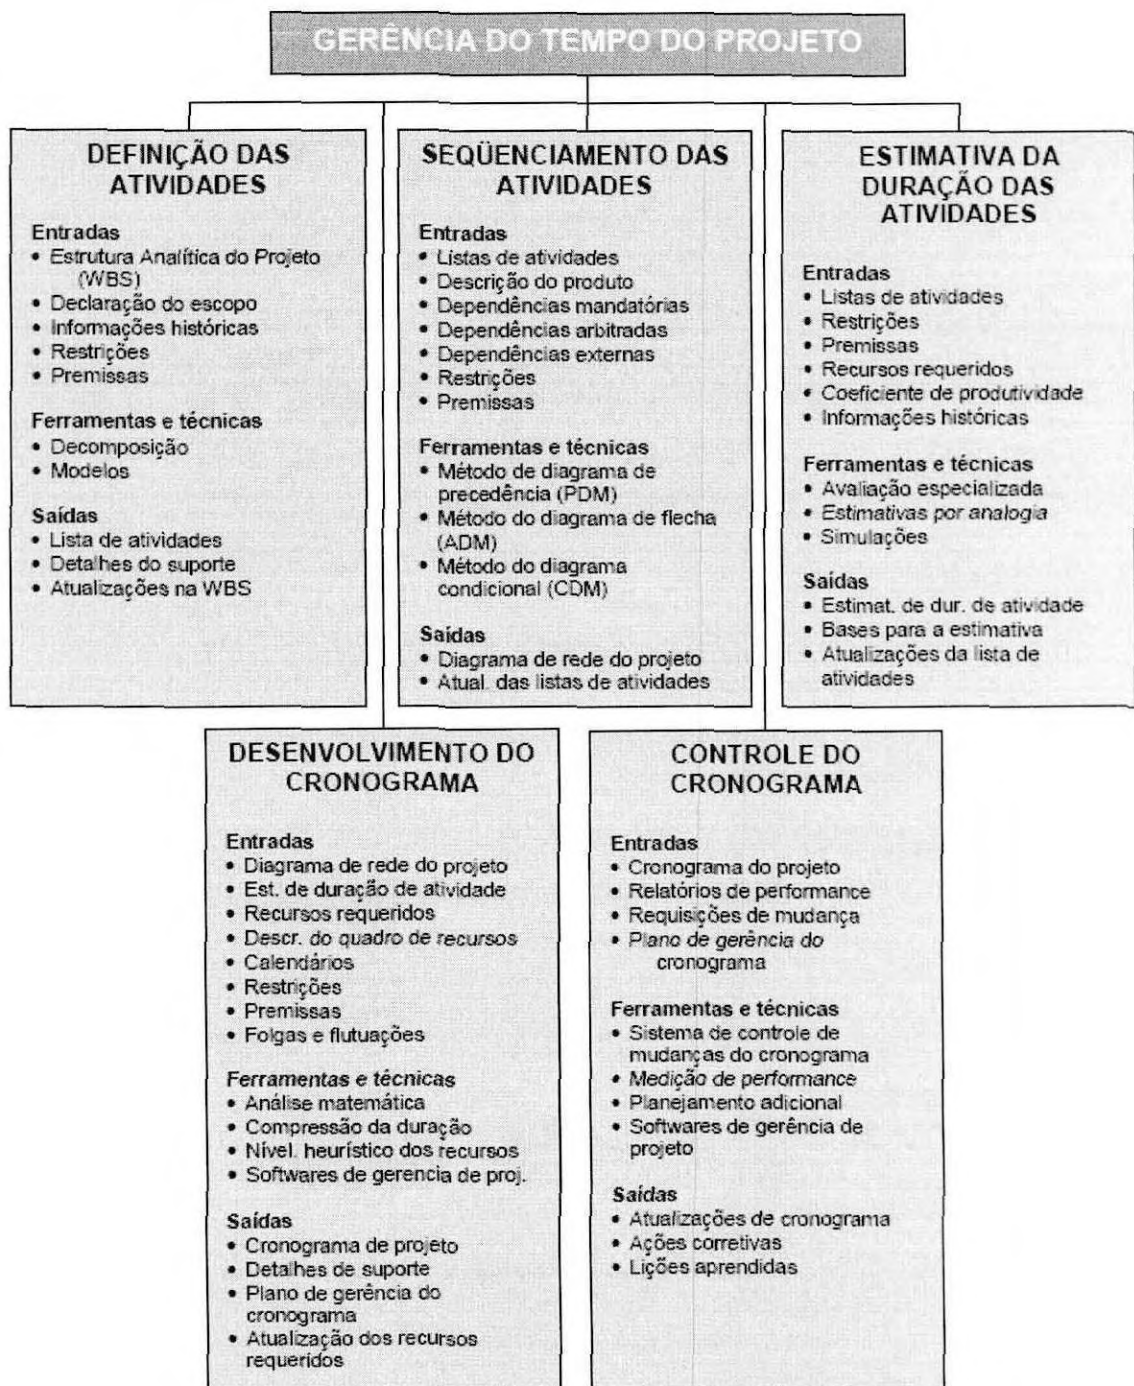 GERÊNCIA DO TEMPO DO PROJETO
DEFINIÇÃO DAS
ATIVIDADES
Entradas
• Estrutura Analítica do Projeto
(WBS)
• Declaração do escopo
• Informações históricas
• Restrições
• Premissas
Ferramentas e técnicas
• Decomposição
• Modelos
Saídas
• Lista de atividades
• Detalhes do suporte
• Atualizações na WBS
SEQÜENCIAMENTO DAS
ATIVIDADES
Entradas
• Listas de atividades
• Descrição do produto
• Dependências mandatórias
• Dependências arbitradas
• Dependências externas
• Restrições
• Premissas
Ferramentas e técnicas
• Método de diagrama de
precedência (PDM)
• Método do diagrama de flecha
(ADM)
• Método do diagrama
condicional (CDM)
Saídas
• Diagrama de rede do projeto
• Atual. das listas de atividades
ESTIMATIVA DA
DURAÇÃO DAS
ATIVIDADES
Entradas
• Listas de atividades
• Restrições
• Premissas
• Recursos requeridos
• Coeficiente de produtividade
• Informações históricas
Ferramentas e técnicas
• Avaliação especializada
• Estimativas por analogia
• Simulações
Saídas
• Estimat. de dur. de atividade
• Bases para a estimativa
• Atualizações da lista de
atividades
DESENVOLVIMENTO DO
CRONOGRAMA
Entradas
• Diagrama de rede do projeto
• Est. de duração de atividade
• Recursos requeridos
• Descr. do quadro de recursos
• Calendários
• Restrições
• Premissas
• Folgas e flutuações
Ferramentas e técnicas
• Análise matemática
• Compressão da duração
• Nível. heurístico dos recursos
• Softwares de gerencia de proj.
Saídas
• Cronograma de projeto
• Detalhes de suporte
• Plano de gerência do
cronograma
• Atualização dos recursos
requeridos
CONTROLE DO
CRONOGRAMA
Entradas
• Cronograma do projeto
• Relatórios de performance
• Requisições de mudança
• Plano de gerência do
cronograma
Ferramentas e técnicas
• Sistema de controle de
mudanças do cronograma
• Medição de performance
• Planejamento adicional
• Softwares de gerência de
projeto
Saídas
• Atualizações de cronograma
• Ações corretivas
• Lições aprendidas